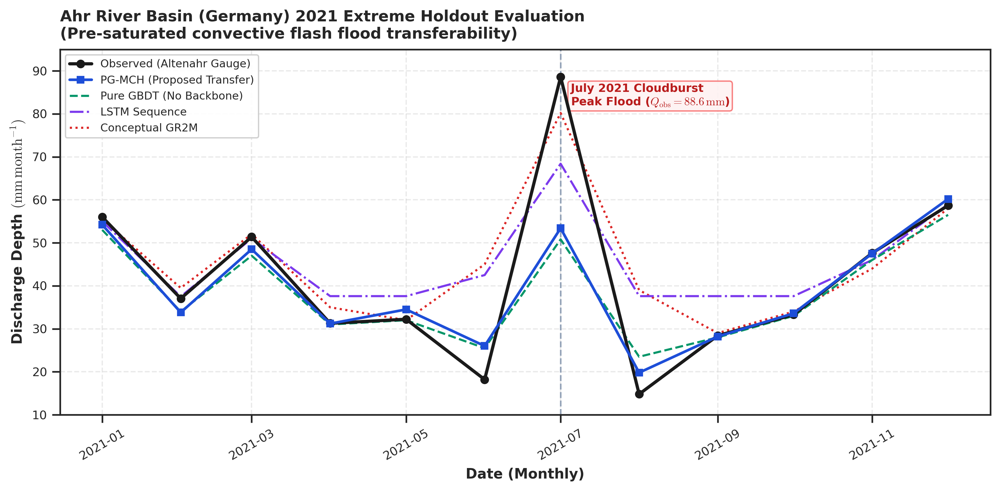 Ahr River Basin (Germany) 2021 Extreme Holdout Evaluation
(Pre-saturated convective flash flood transferability)
Observed (Altenahr Gauge)
PG-MCH (Proposed Transfer)
Pure GBDT (No Backbone)
LSTM Sequence
Conceptual GR2M
July 2021 Cloudburst
Peak Flood (Q_obs = 88.6 mm)
Discharge Depth (mm month⁻¹)
90
80
70
60
50
40
30
20
10
2021-01
2021-03
2021-05
2021-07
2021-09
2021-11
Date (Monthly)